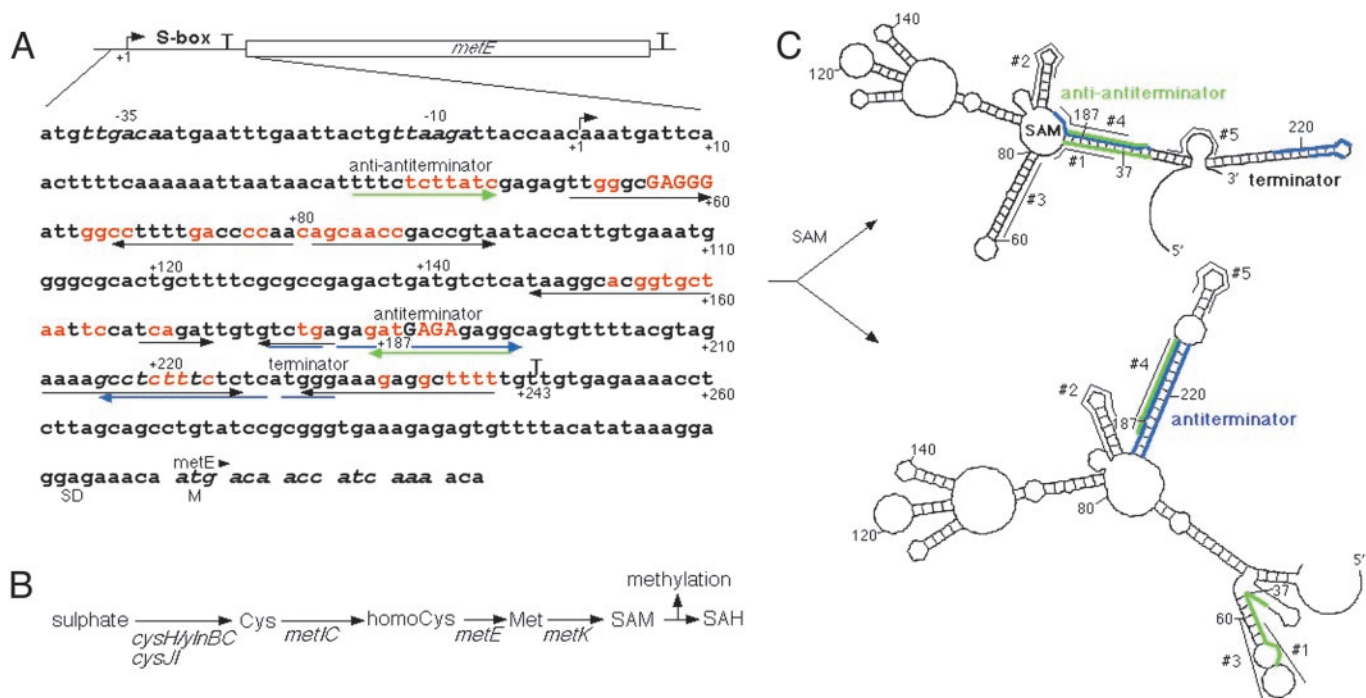 A
S-box
+1
metE
-35
-10
atgttgacaatgaatttgaattactgttaagattaccaacaaatgattca
+1
+10
anti-antiterminator
acttttcaaaaaattaataacattttctcttatcgagagttgggcGAGGG
+60
+80
attggccttttgaccccaacagcaaccgaccgtaataccattgtgaaatg
+110
+120
+140
gggcgcactgcttttcgcgccgagactgatgtctcataaggcacggtgct
+160
antiterminator
aattccatcagattgtgtctgagagatGAGAgaggcagtgttttacgtag
+187
+210
+220
terminator
aaaagcctctttctctcatgggaaagaggctttttgttgtgagaaaacct
+243
+260
cttagcagcctgtatccgcgggtgaaagagagtgttttacatataaagga
metE
ggagaaaca atg aca acc atc aaa aca
SD
M
B
sulphate
Cys
homoCys
Met
SAM
SAH
methylation
cysH/ylnBC
cysJI
metIC
metE
metK
SAM
C
140
120
#2
anti-antiterminator
187
#4
SAM
80
#1
37
#5
220
3'
terminator
#3
60
5'
#5
#4
220
#2
187
antiterminator
140
120
80
5'
37
60
#1
#3